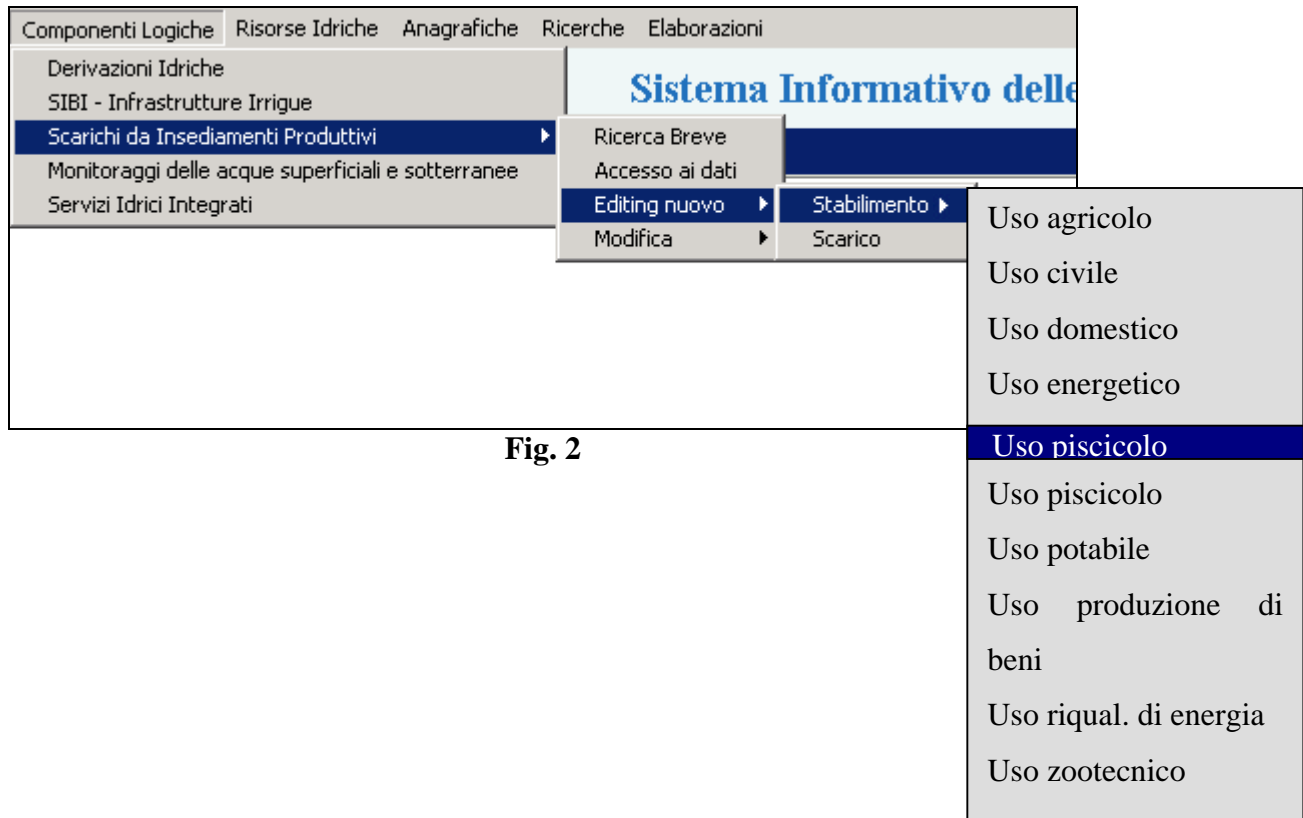 Componenti Logiche Risorse Idriche Anagrafiche Ricerche Elaborazioni
Derivazioni Idriche
SIBI - Infrastrutture Irrigue
Scarichi da Insediamenti Produttivi
Monitoraggi delle acque superficiali e sotterranee
Servizi Idrici Integrati
Sistema Informativo delle
Ricerca Breve
Accesso ai dati
Editing nuovo
Modifica
Stabilimento
Scarico
Uso agricolo
Uso civile
Uso domestico
Uso energetico
Uso piscicolo
Uso piscicolo
Uso potabile
Uso produzione di
beni
Uso riqual. di energia
Uso zootecnico
Fig. 2